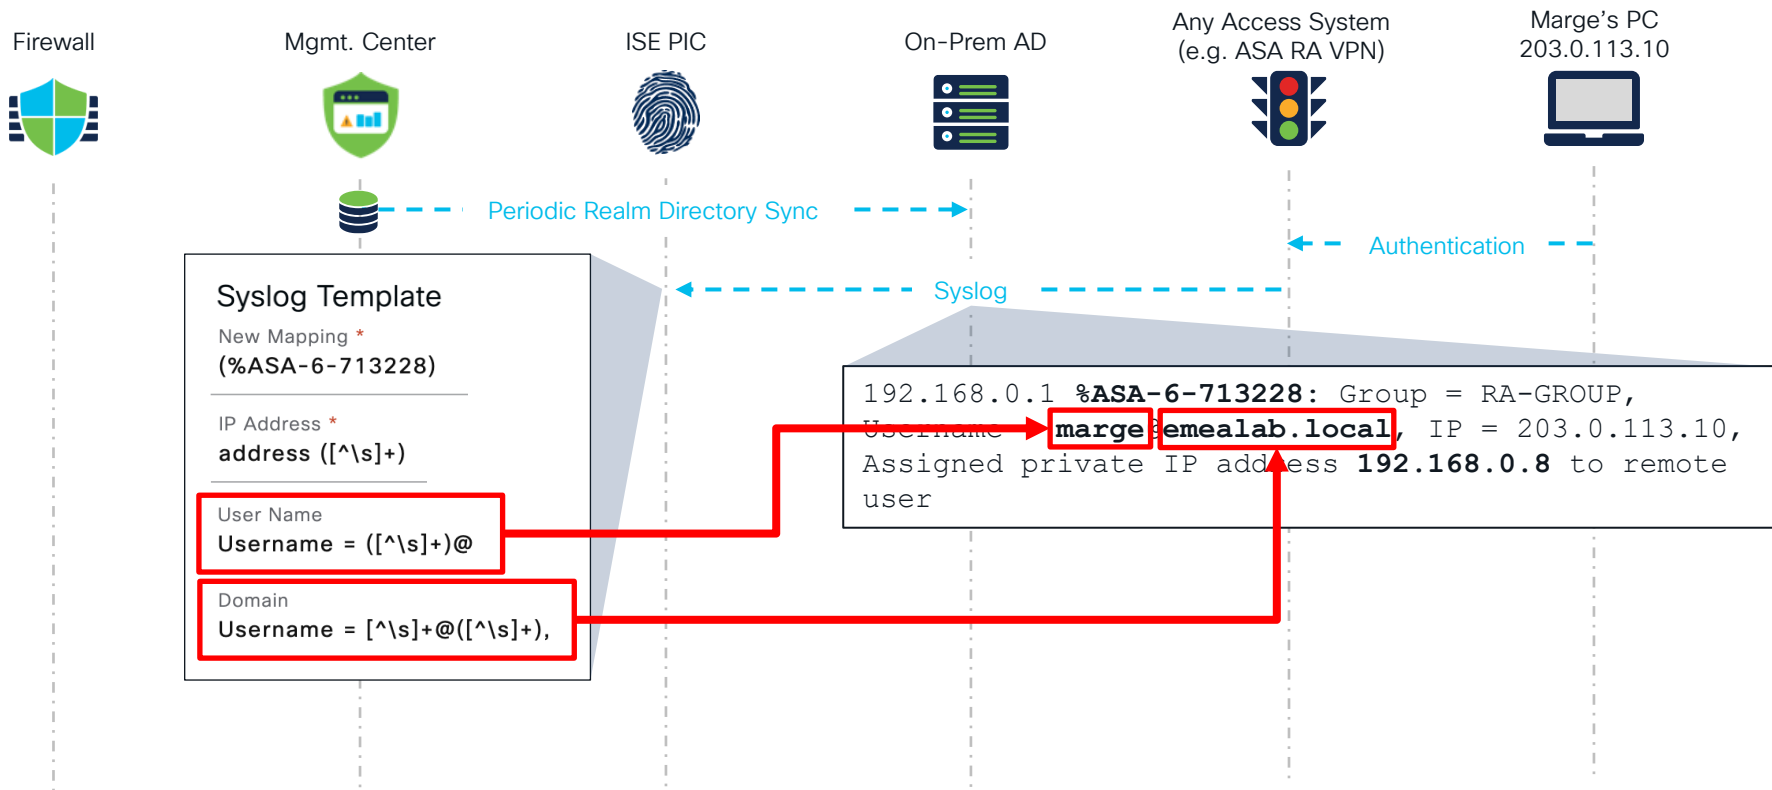 Firewall
Mgmt. Center
ISE PIC
On-Prem AD
Any Access System
(e.g. ASA RA VPN)
Marge's PC
203.0.113.10
Periodic Realm Directory Sync
Authentication
Syslog
Syslog Template
New Mapping *
(%ASA-6-713228)
IP Address *
address ([^\s]+)
User Name
Username = ([^\s]+)@
Domain
Username = [^\s]+@([^\s]+),
192.168.0.1 %ASA-6-713228: Group = RA-GROUP,
Username = marge@emealab.local, IP = 203.0.113.10,
Assigned private IP address 192.168.0.8 to remote
user